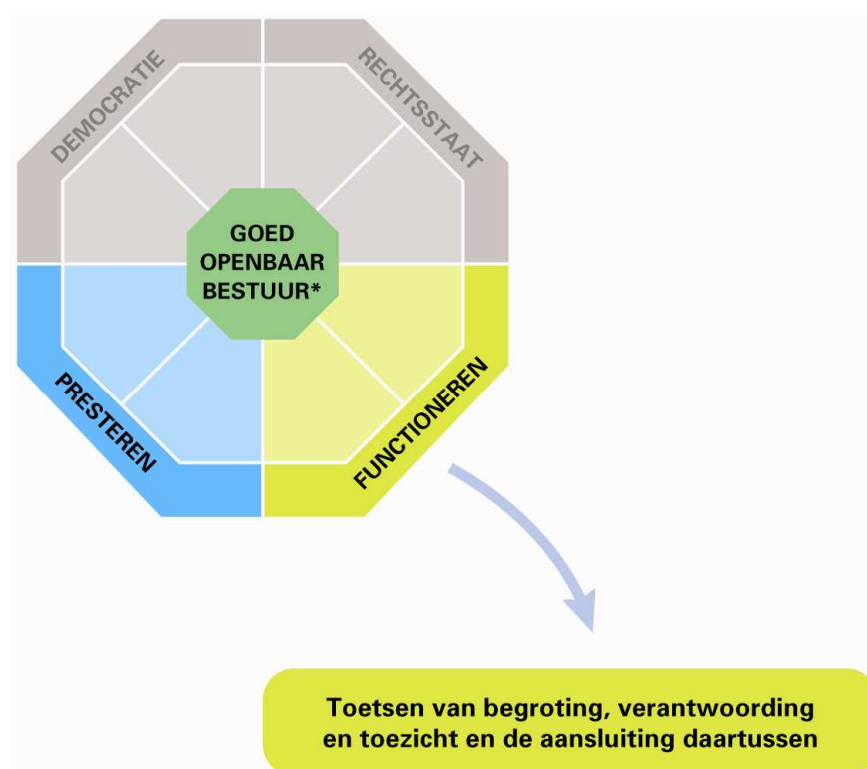 DEMOCRATIE
RECHTSSTAAT
GOED
OPENBAAR
BESTUUR*
PRESTEREN
FUNCTIONEREN
Toetsen van begroting, verantwoording
en toezicht en de aansluiting daartussen